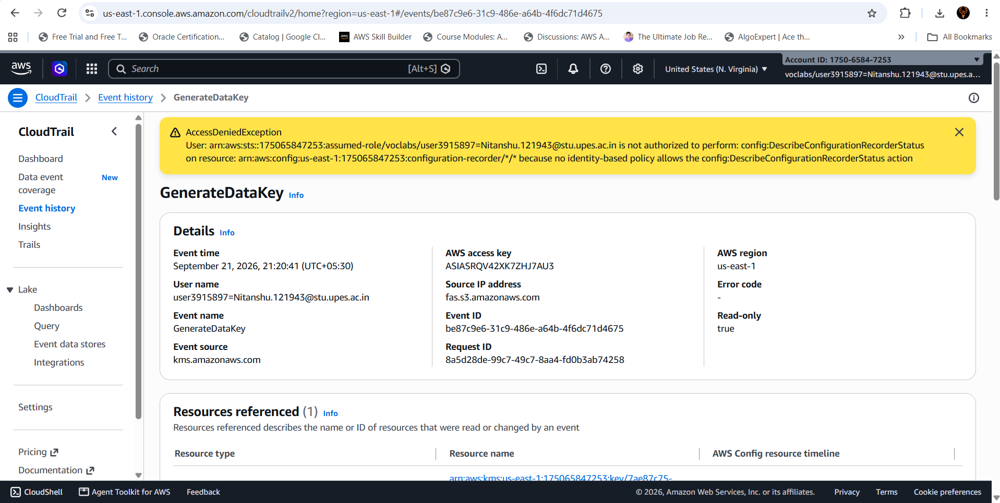 us-east-1.console.aws.amazon.com/cloudtrailv2/home?region=us-east-1#/events/be87c9e6-31c9-486e-a64b-4f6dc71d4675
Free Trial and Free T...
Oracle Certification...
Catalog | Google Cl...
aws
AWS Skill Builder
Course Modules: A...
Discussions: AWS A...
The Ultimate Job Re...
AlgoExpert | Ace th...
All Bookmarks
aws
Search
[Alt+S]
United States (N. Virginia)
Account ID: 1750-6584-7253
voclabs/user3915897=Nitanshu.121943@stu.upes.a...
CloudTrail
Event history
GenerateDataKey
CloudTrail
Dashboard
Data event
coverage
New
Event history
Insights
Trails
Lake
Dashboards
Query
Event data stores
Integrations
Settings
Pricing
Documentation
AccessDeniedException
User: arn:aws:sts::175065847253:assumed-role/voclabs/user3915897=Nitanshu.121943@stu.upes.ac.in is not authorized to perform: config:DescribeConfigurationRecorderStatus
on resource: arn:aws:config:us-east-1:175065847253:configuration-recorder/*/* because no identity-based policy allows the config:DescribeConfigurationRecorderStatus action
GenerateDataKey Info
Details Info
Event time
September 21, 2026, 21:20:41 (UTC+05:30)
User name
user3915897=Nitanshu.121943@stu.upes.ac.in
Event name
GenerateDataKey
Event source
kms.amazonaws.com
AWS access key
ASIASRQV42XK7ZHJ7AU3
Source IP address
fas.s3.amazonaws.com
Event ID
be87c9e6-31c9-486e-a64b-4f6dc71d4675
Request ID
8a5d28de-99c7-49c7-8aa4-fd0b3ab74258
AWS region
us-east-1
Error code
-
Read-only
true
Resources referenced (1) Info
Resources referenced describes the name or ID of resources that were read or changed by an event
Resource type
Resource name
AWS Config resource timeline
arn:aws:kms:us-east-1:175065847253:key/7ae87c75-
CloudShell
Agent Toolkit for AWS
Feedback
© 2026, Amazon Web Services, Inc. or its affiliates.
Privacy
Terms
Cookie preferences